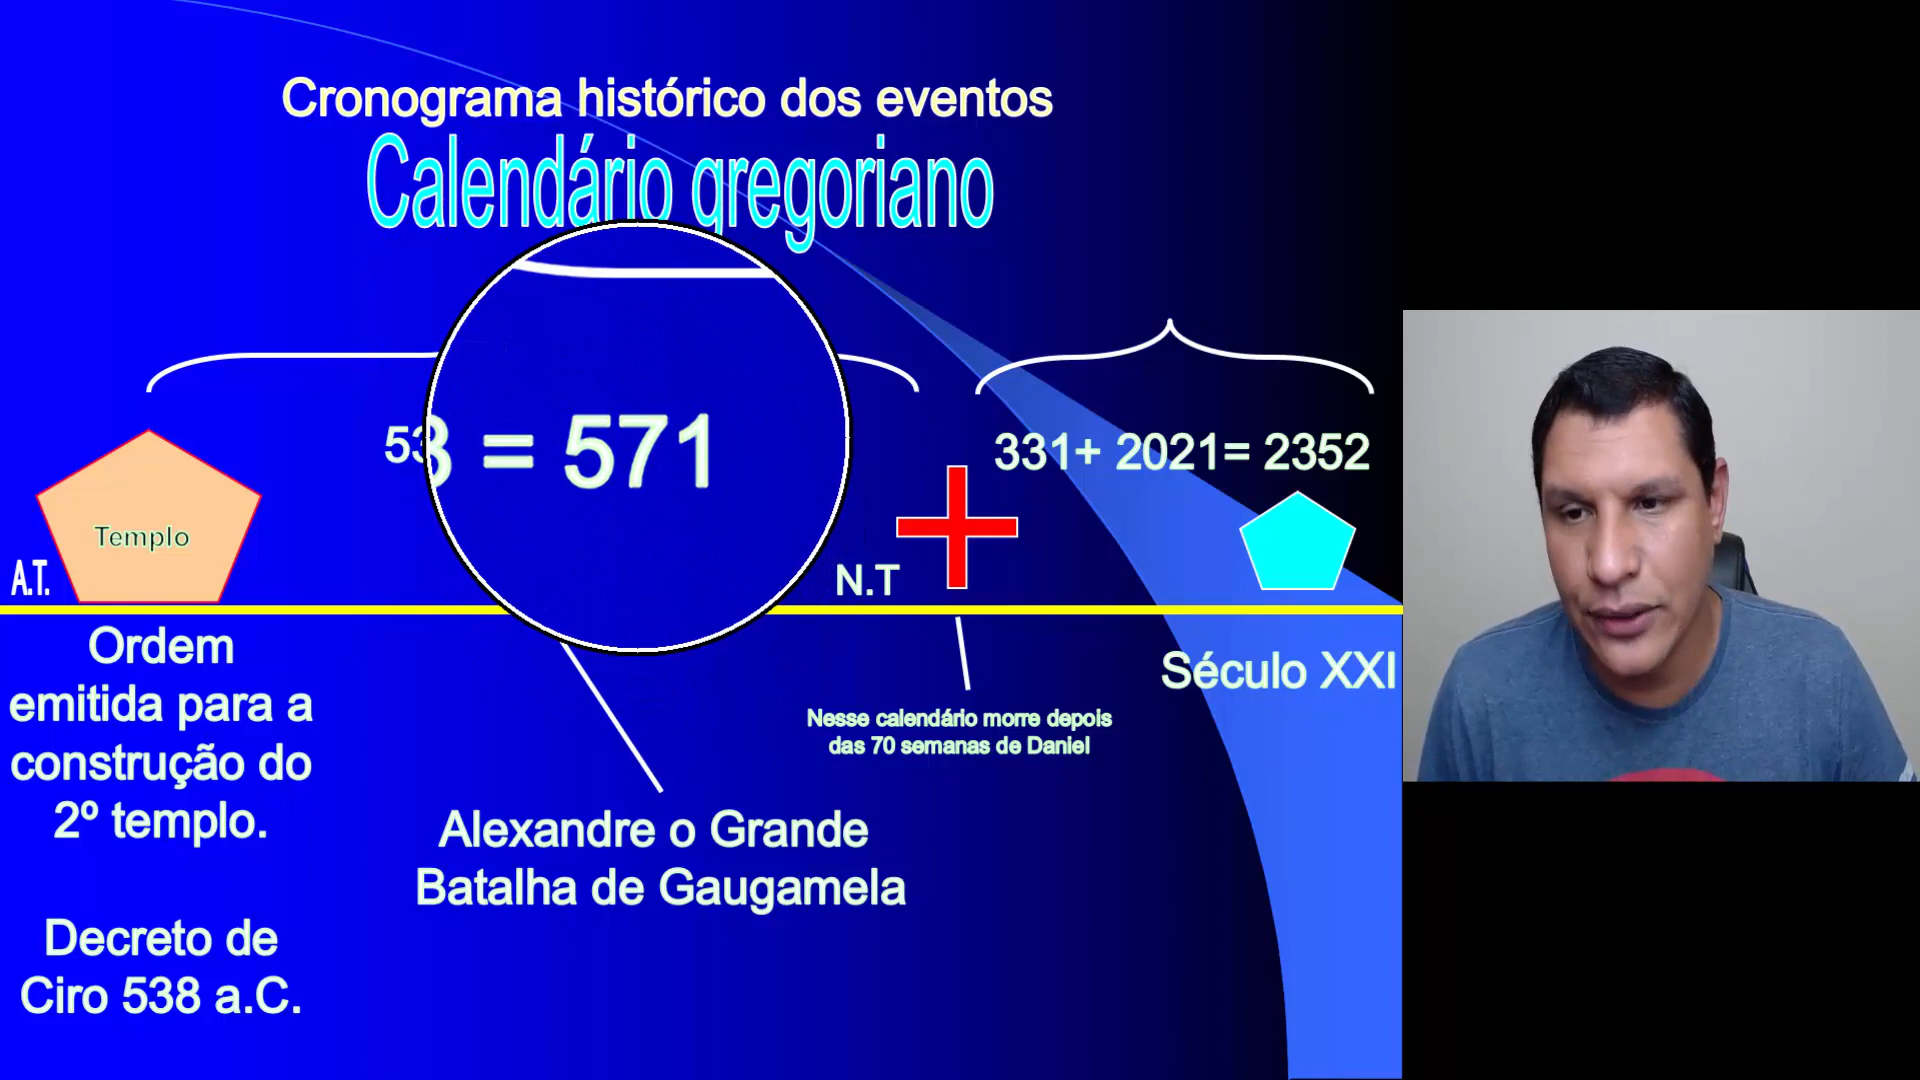 Cronograma histórico dos eventos
Calendário gregoriano
53
3 = 571
331+ 2021= 2352
Templo
A.T.
N.T
Ordem
emitida para a
construção do
2º templo.
Decreto de
Ciro 538 a.C.
Alexandre o Grande
Batalha de Gaugamela
Nesse calendário morre depois
das 70 semanas de Daniel
Século XXI